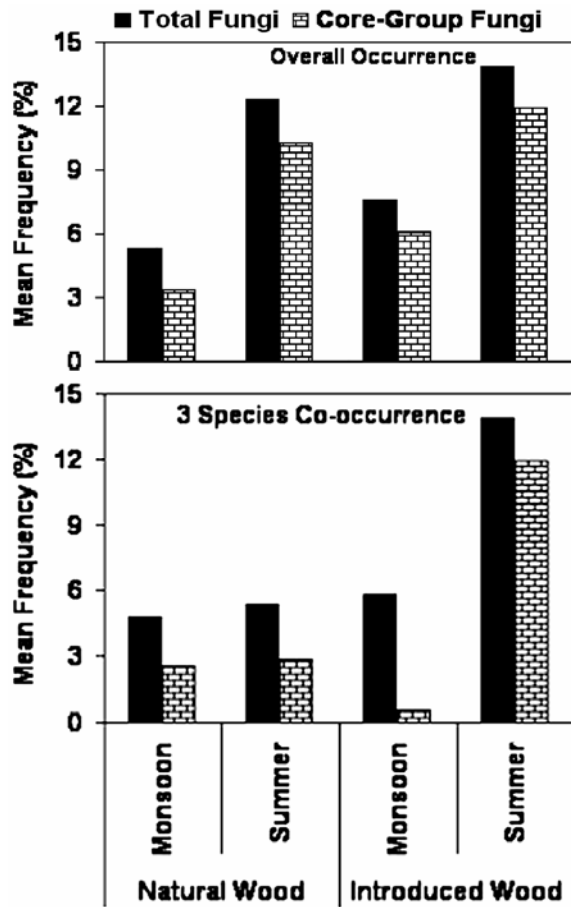 Total Fungi Core-Group Fungi
Overall Occurrence
Mean Frequency (%)
15
12
9
6
3
0
3 Species Co-occurrence
Mean Frequency (%)
15
12
9
6
3
0
Monsoon Summer Monsoon Summer
Natural Wood Introduced Wood